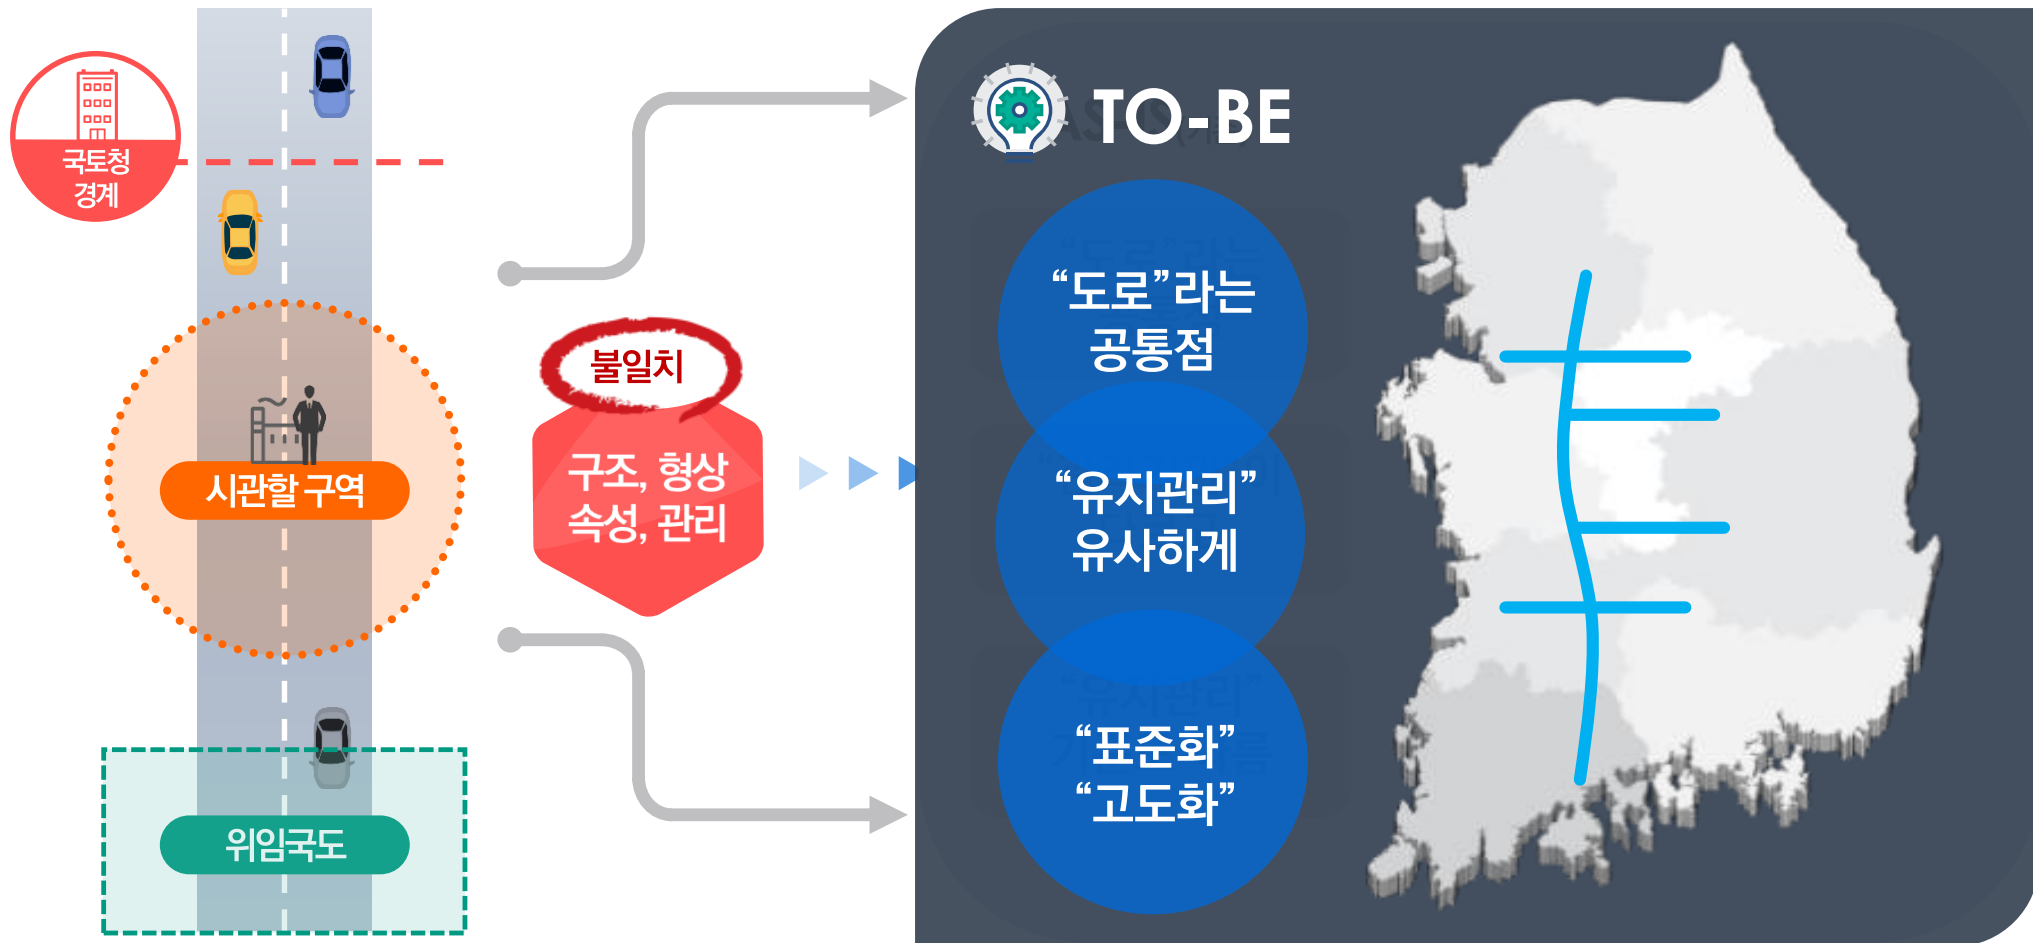 국토청
경계
시관할 구역
위임국도
불일치
구조, 형상
속성, 관리
TO-BE
“도로”라는
공통점
“유지관리”
유사하게
“표준화”
“고도화”